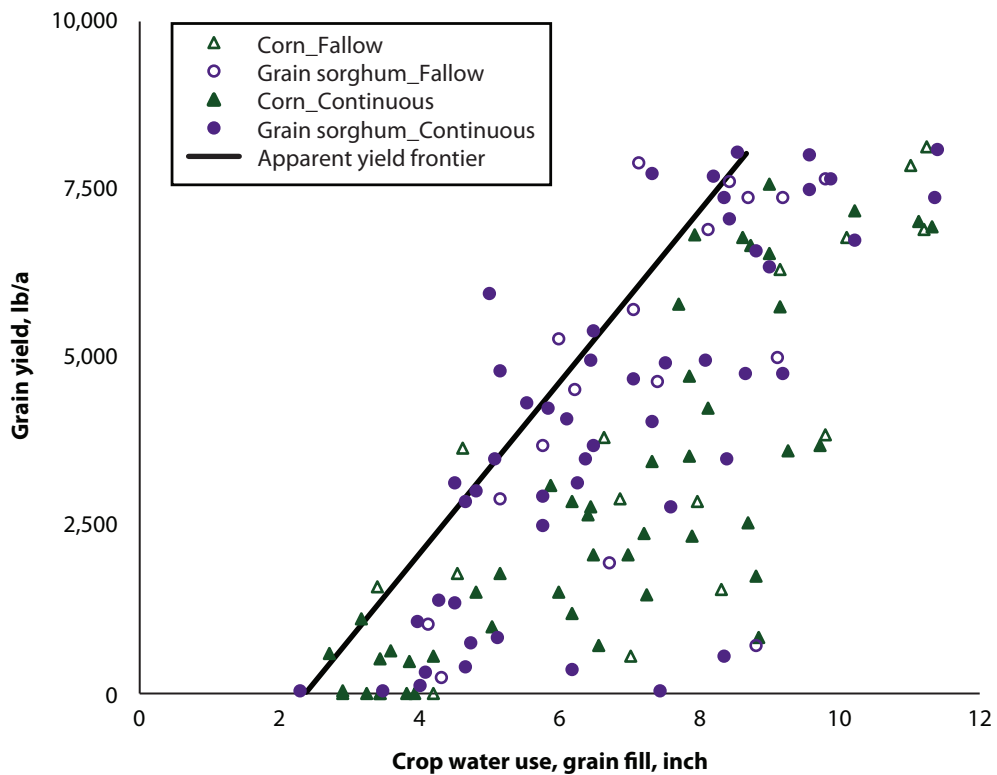 10,000
7,500
5,000
2,500
0
Grain yield, lb/a
Corn_Fallow
Grain sorghum_Fallow
Corn_Continuous
Grain sorghum_Continuous
Apparent yield frontier
0 2 4 6 8 10 12
Crop water use, grain fill, inch